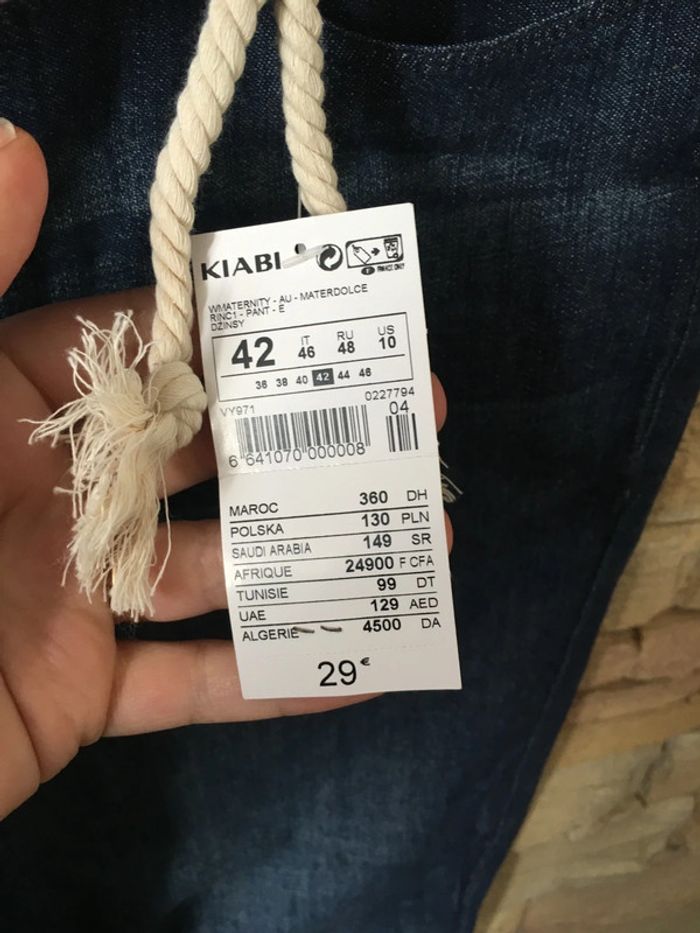 KIABI
FRANCE ONLY
WMATERNITY - AU - MATERDOLCE
RINC1 - PANT - E
DZINSY
42 IT 46 RU 48 US 10
36 38 40 42 44 46
VY971 0227794
04
6 641070 000008
MAROC 360 DH
POLSKA 130 PLN
SAUDI ARABIA 149 SR
AFRIQUE 24900 F CFA
TUNISIE 99 DT
UAE 129 AED
ALGERIE 4500 DA
29€